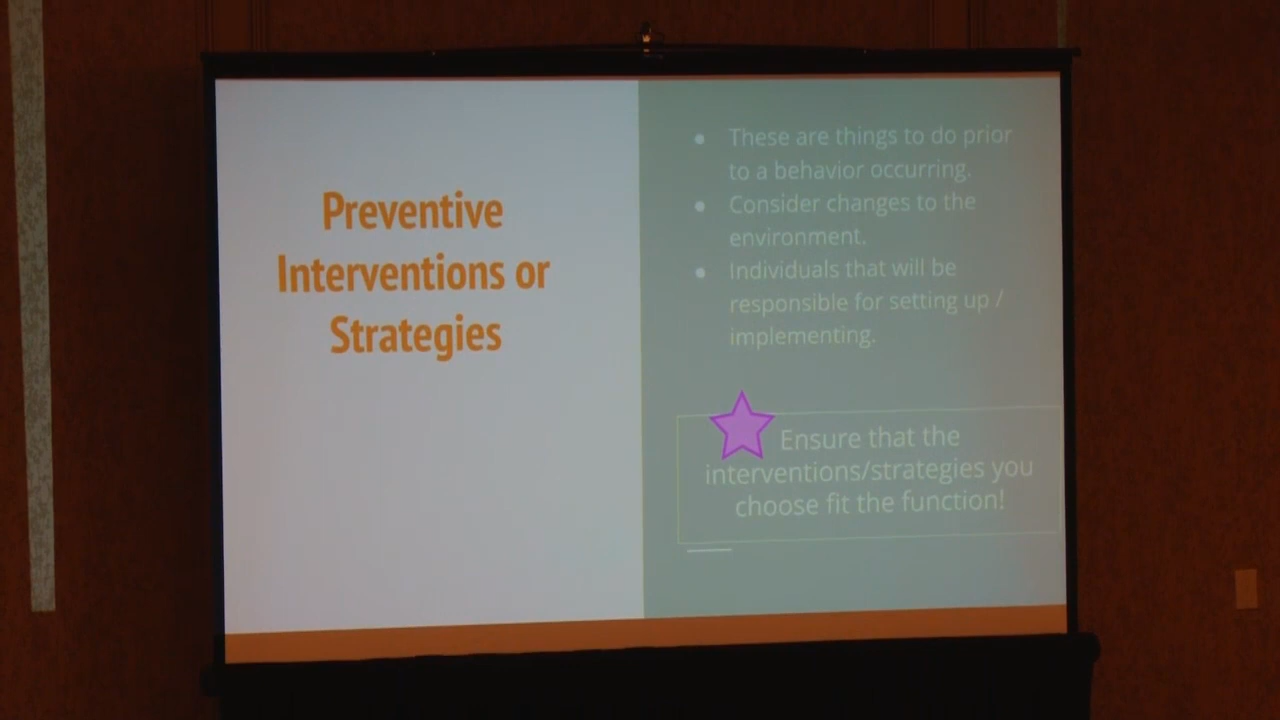 Preventive
Interventions or
Strategies
● These are things to do prior
to a behavior occurring.
● Consider changes to the
environment.
● Individuals that will be
responsible for setting up /
implementing.
Ensure that the
interventions/strategies you
choose fit the function!